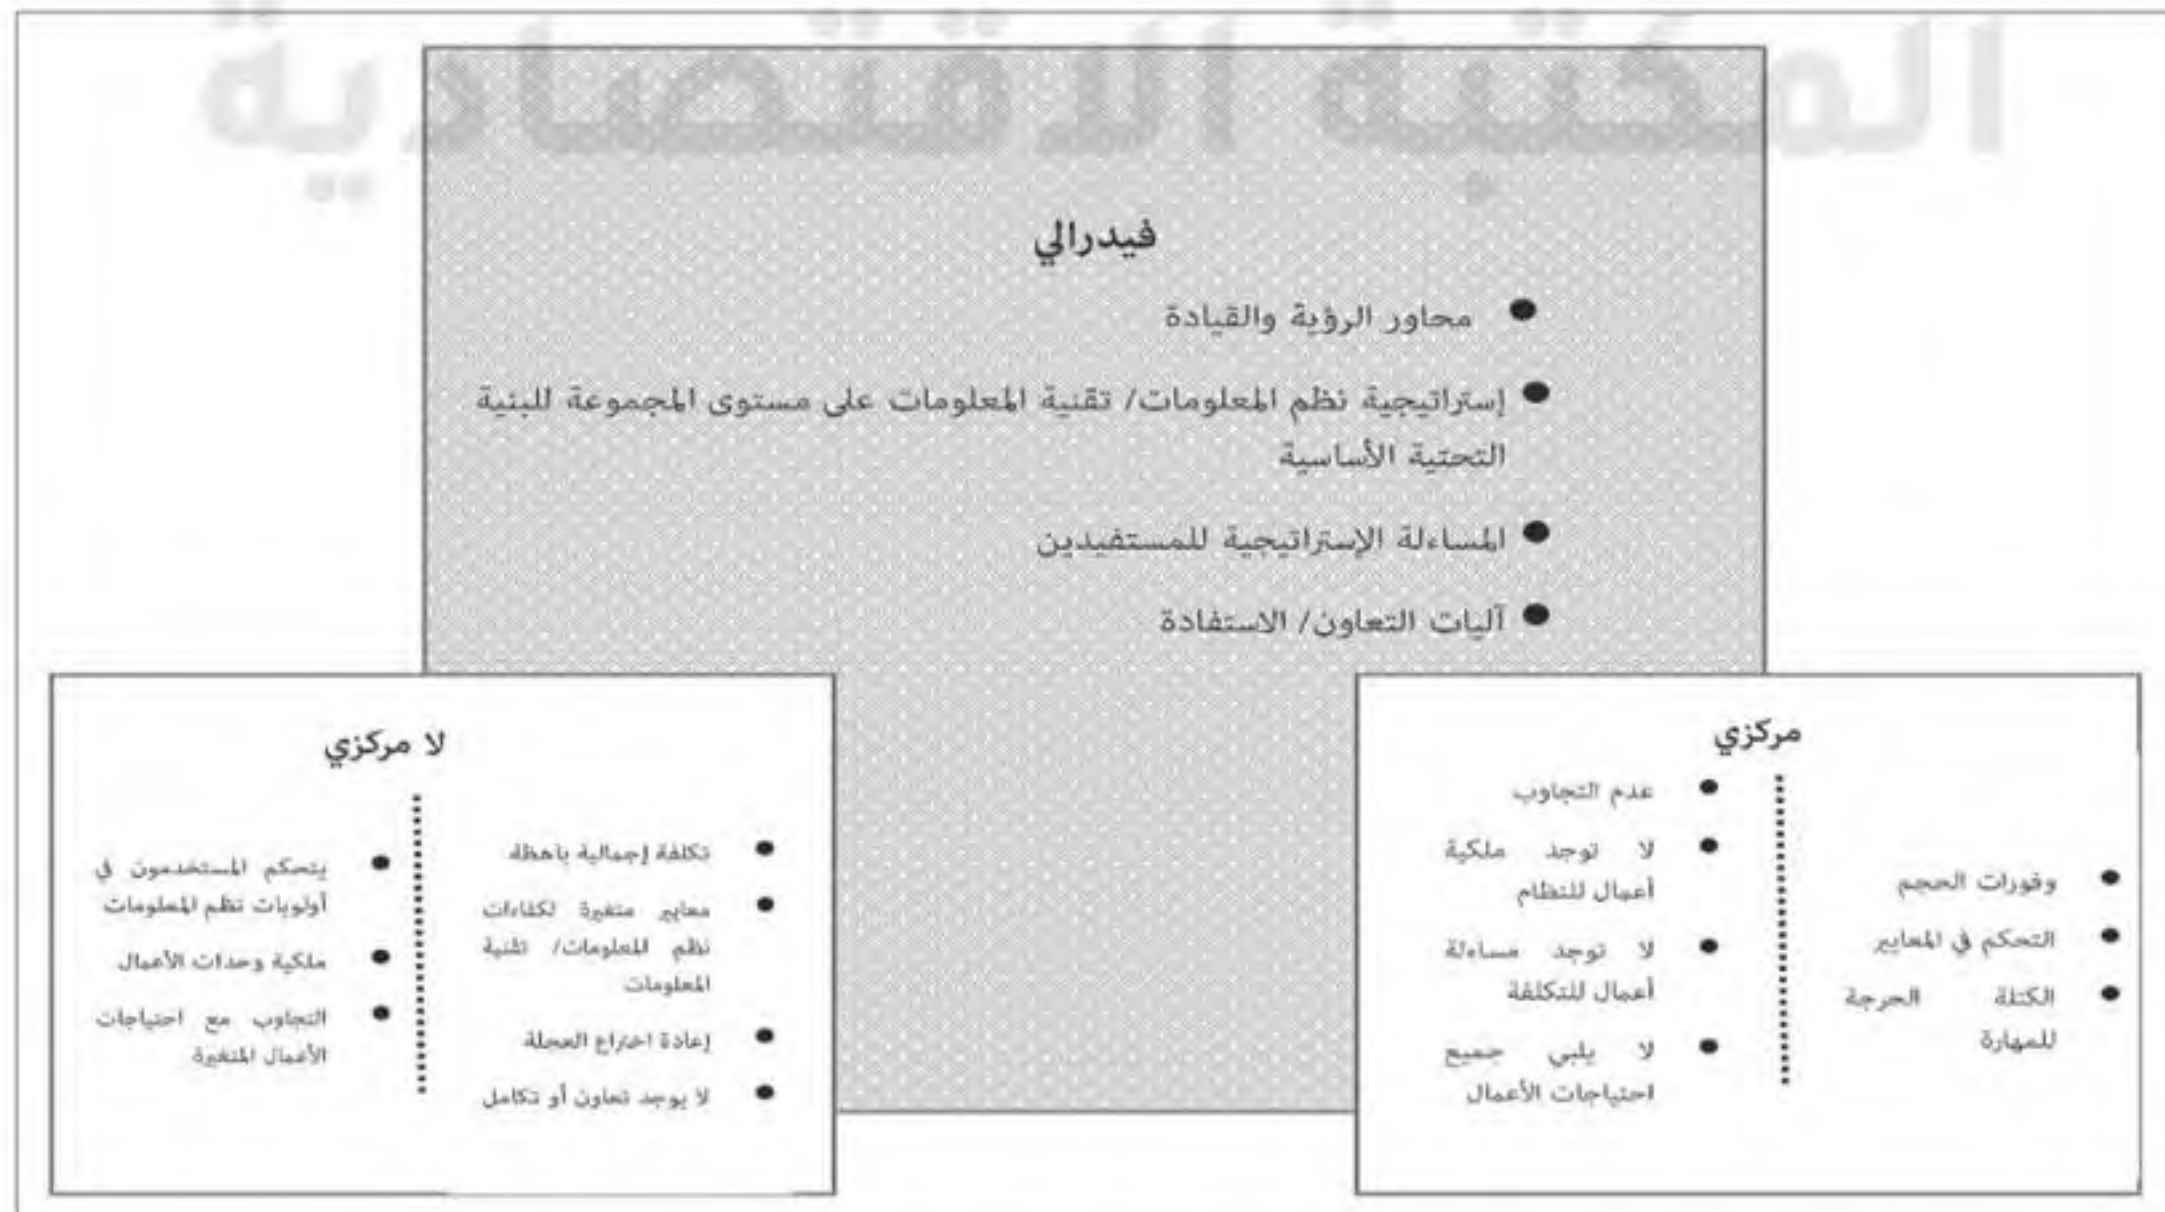 المكتبة الاقتصادية
فيدرالي
● محاور الرؤية والقيادة
● إستراتيجية نظم المعلومات/ تقنية المعلومات على مستوى المجموعة للبنية
التحتية الأساسية
● المساءلة الإستراتيجية للمستفيدين
● آليات التعاون/ الاستفادة
مركزي
● وفورات الحجم
● التحكم في المعايير
● الكتلة الحرجة
للمهارة
● عدم التجاوب
● لا توجد ملكية
أعمال للنظام
● لا توجد مساءلة
أعمال للتكلفة
● لا يلبي جميع
احتياجات الأعمال
لا مركزي
● تكلفة إجمالية باهظة
● معايير متغيرة لكفاءات
نظم المعلومات/ تقنية
المعلومات
● إعادة اختراع العجلة
● لا يوجد تعاون أو تكامل
● يتحكم المستخدمون في
أولويات نظم المعلومات
● ملكية وحدات الأعمال
● التجاوب مع احتياجات
الأعمال المتغيرة